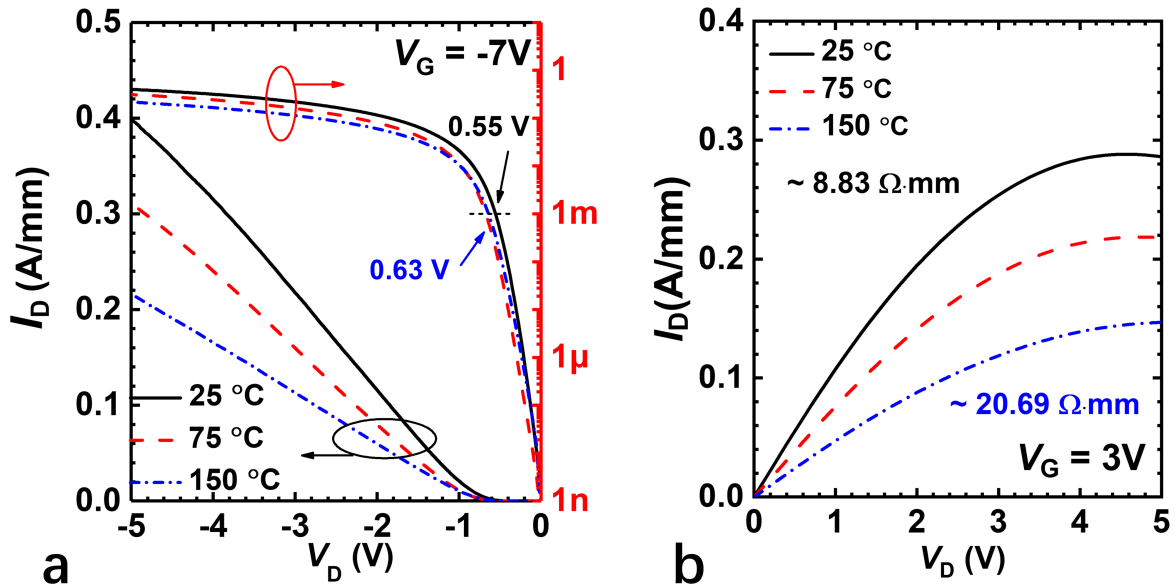 0.5
0.4
0.3
0.2
0.1
0.0
I_D (A/mm)
V_G = -7V
0.55 V
0.63 V
25 °C
75 °C
150 °C
1
1m
1μ
1n
-5 -4 -3 -2 -1 0
V_D (V)
a
0.4
0.3
0.2
0.1
0.0
I_D(A/mm)
25 °C
75 °C
150 °C
~ 8.83 Ω·mm
~ 20.69 Ω·mm
V_G = 3V
0 1 2 3 4 5
V_D (V)
b